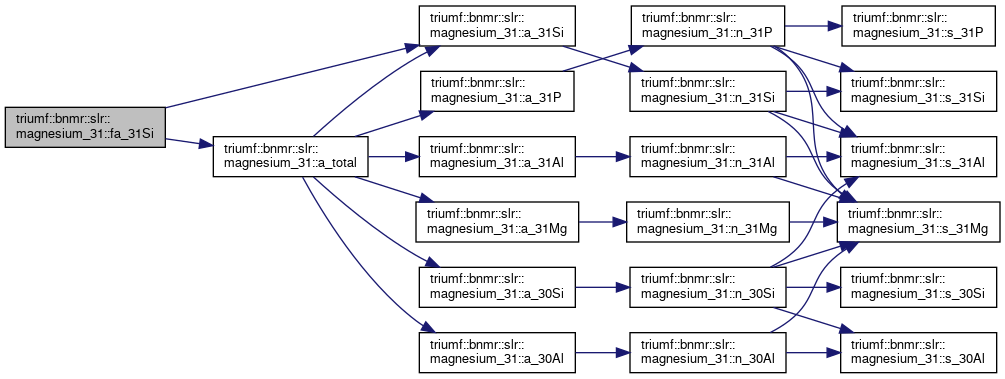 triumf::bnmr::slr::
magnesium_31::fa_31Si
triumf::bnmr::slr::
magnesium_31::a_total
triumf::bnmr::slr::
magnesium_31::a_31Si
triumf::bnmr::slr::
magnesium_31::a_31P
triumf::bnmr::slr::
magnesium_31::a_31Al
triumf::bnmr::slr::
magnesium_31::a_31Mg
triumf::bnmr::slr::
magnesium_31::a_30Si
triumf::bnmr::slr::
magnesium_31::a_30Al
triumf::bnmr::slr::
magnesium_31::n_31P
triumf::bnmr::slr::
magnesium_31::n_31Si
triumf::bnmr::slr::
magnesium_31::n_31Al
triumf::bnmr::slr::
magnesium_31::n_31Mg
triumf::bnmr::slr::
magnesium_31::n_30Si
triumf::bnmr::slr::
magnesium_31::n_30Al
triumf::bnmr::slr::
magnesium_31::s_31P
triumf::bnmr::slr::
magnesium_31::s_31Si
triumf::bnmr::slr::
magnesium_31::s_31Al
triumf::bnmr::slr::
magnesium_31::s_31Mg
triumf::bnmr::slr::
magnesium_31::s_30Si
triumf::bnmr::slr::
magnesium_31::s_30Al